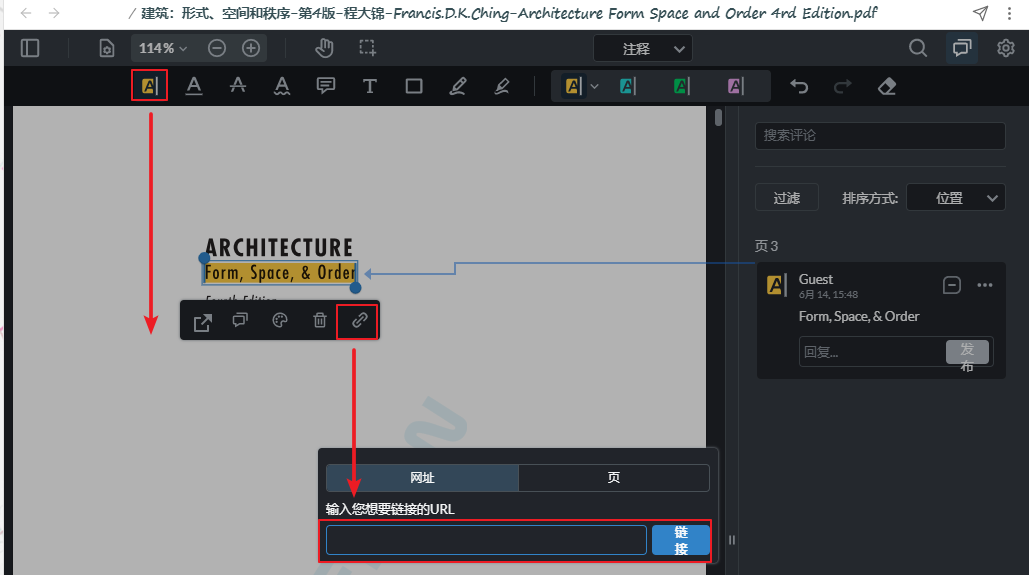 / 建筑：形式、空间和秩序-第4版-程大锦-Francis.D.K.Ching-Architecture Form Space and Order 4rd Edition.pdf
114%
注释
A A A A T A A A A
搜索评论
过滤 排序方式: 位置
页 3
ARCHITECTURE
Form, Space, & Order
Fourth Edition
A Guest
6月 14, 15:48
Form, Space, & Order
回复...
发布
网址 页
输入您想要链接的URL
链接